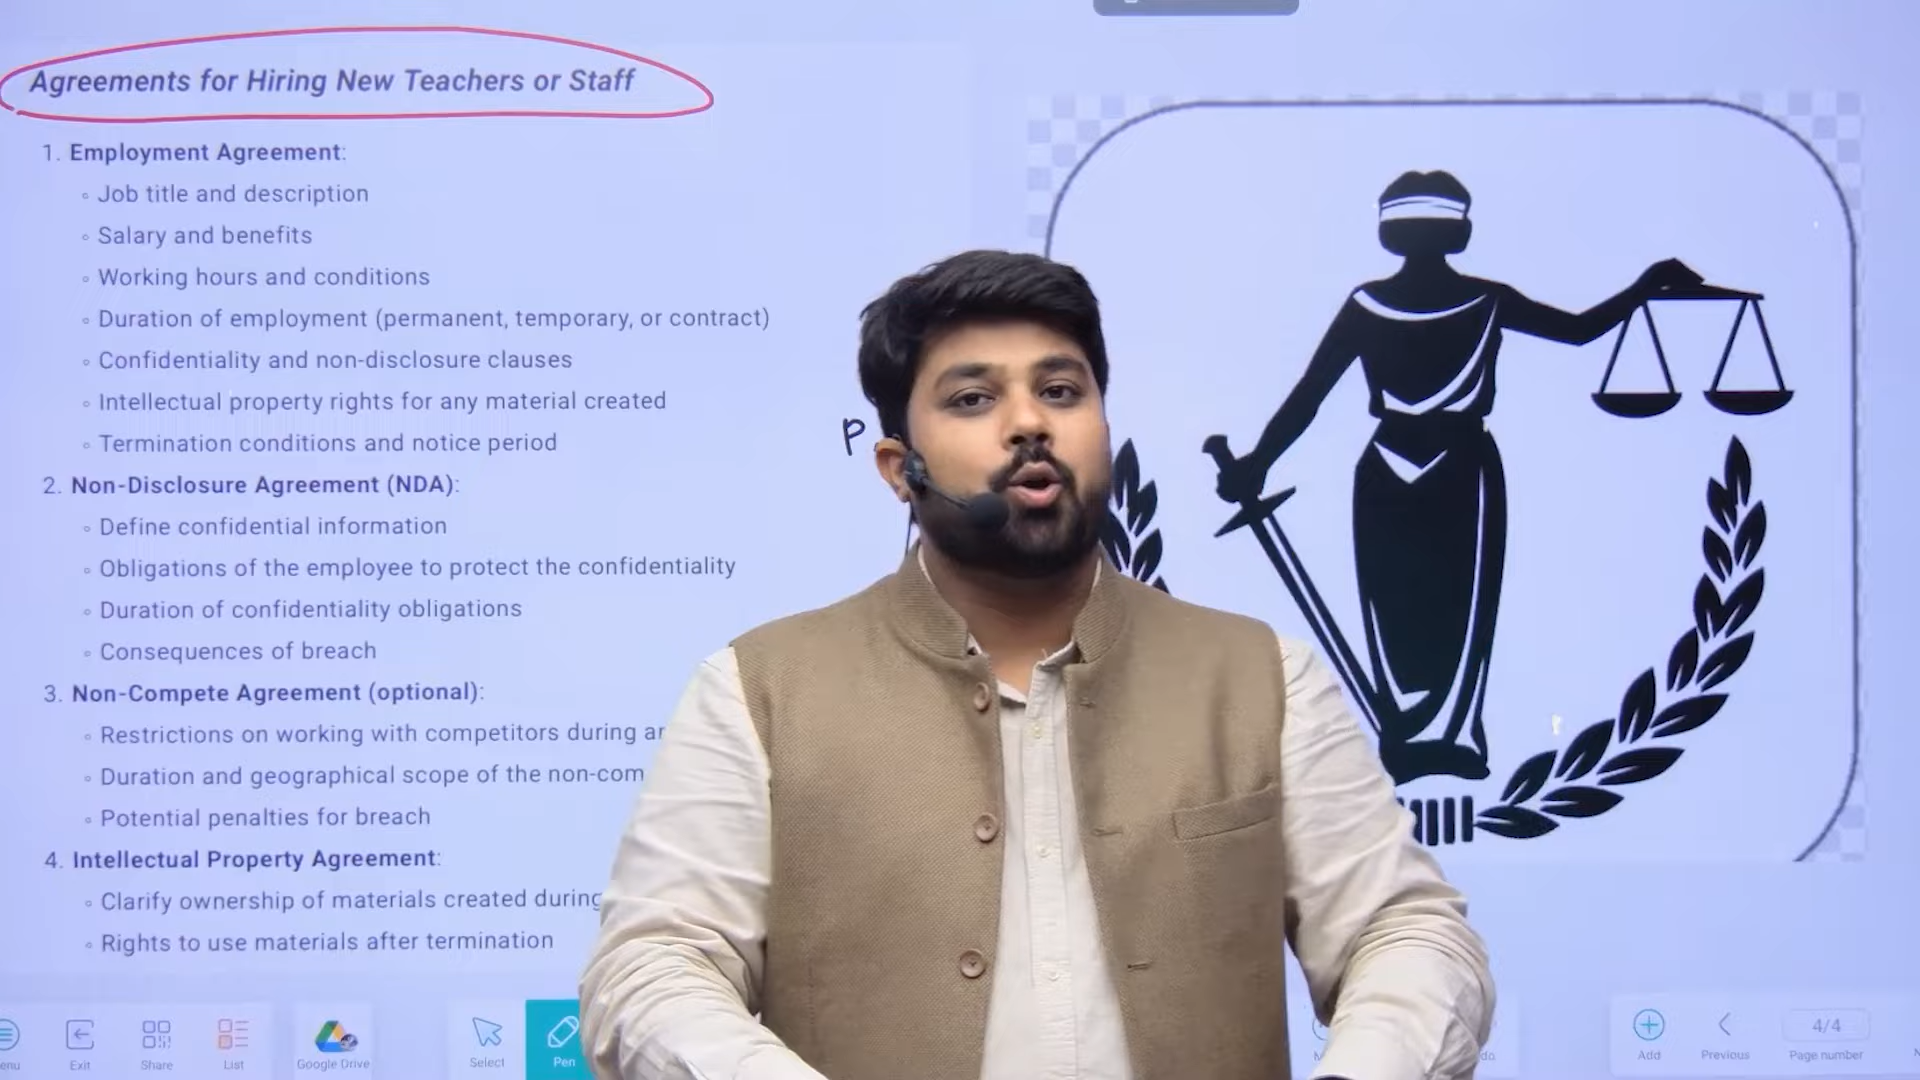 Agreements for Hiring New Teachers or Staff
1. Employment Agreement:
◦ Job title and description
◦ Salary and benefits
◦ Working hours and conditions
◦ Duration of employment (permanent, temporary, or contract)
◦ Confidentiality and non-disclosure clauses
◦ Intellectual property rights for any material created
◦ Termination conditions and notice period
P
2. Non-Disclosure Agreement (NDA):
◦ Define confidential information
◦ Obligations of the employee to protect the confidentiality
◦ Duration of confidentiality obligations
◦ Consequences of breach
3. Non-Compete Agreement (optional):
◦ Restrictions on working with competitors during
◦ Duration and geographical scope of the
◦ Potential penalties for breach
4. Intellectual Property Agreement:
◦ Clarify ownership of materials created during
◦ Rights to use materials after termination
Exit Share List Google Drive Select Pen Add Previous 4/4 Page number